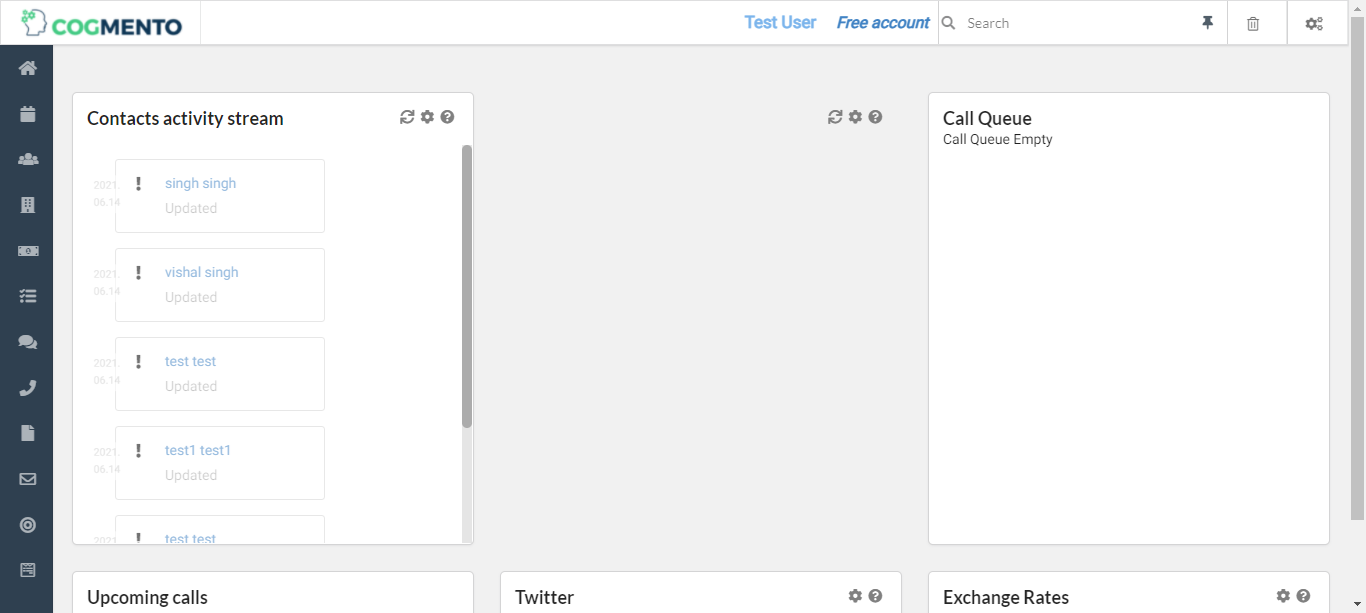 COGMENTO
Test User Free account Search
Contacts activity stream
2021. 06.14
singh singh
Updated
2021. 06.14
vishal singh
Updated
2021. 06.14
test test
Updated
2021. 06.14
test1 test1
Updated
2021.
test test
Call Queue
Call Queue Empty
Upcoming calls
Twitter
Exchange Rates